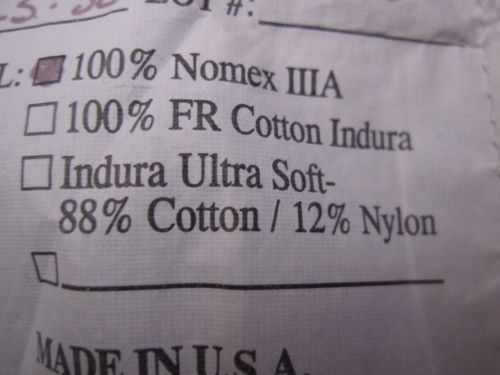 LOT #:
L: 100% Nomex IIIA
100% FR Cotton Indura
Indura Ultra Soft-
88% Cotton / 12% Nylon
MADE IN U.S.A.